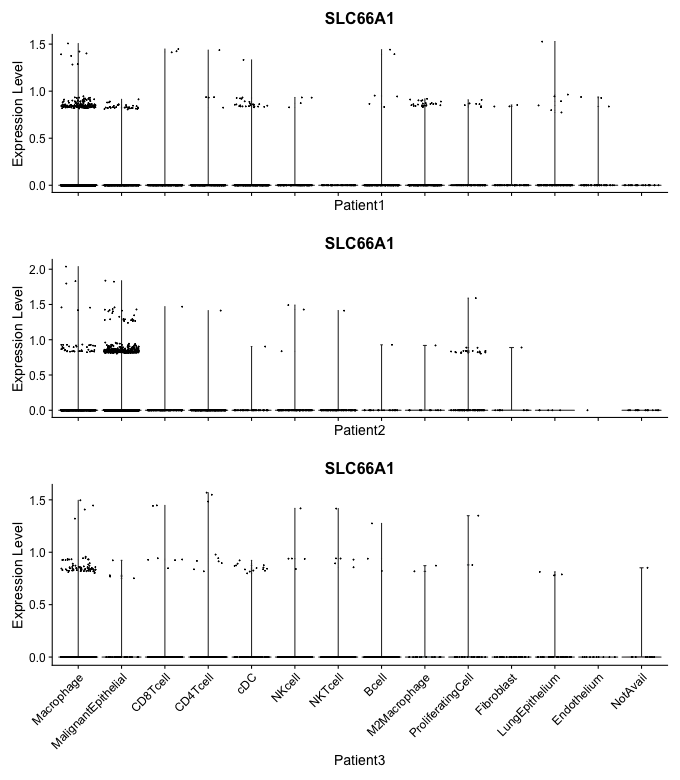 SLC66A1
Expression Level
1.5
1.0
0.5
0.0
Patient1
SLC66A1
Expression Level
2.0
1.5
1.0
0.5
0.0
Patient2
SLC66A1
Expression Level
1.5
1.0
0.5
0.0
Macrophage
MalignantEpithelial
CD8Tcell
CD4Tcell
cDC
NKcell
NKTcell
Bcell
M2Macrophage
ProliferatingCell
Fibroblast
LungEpithelium
Endothelium
NotAvail
Patient3